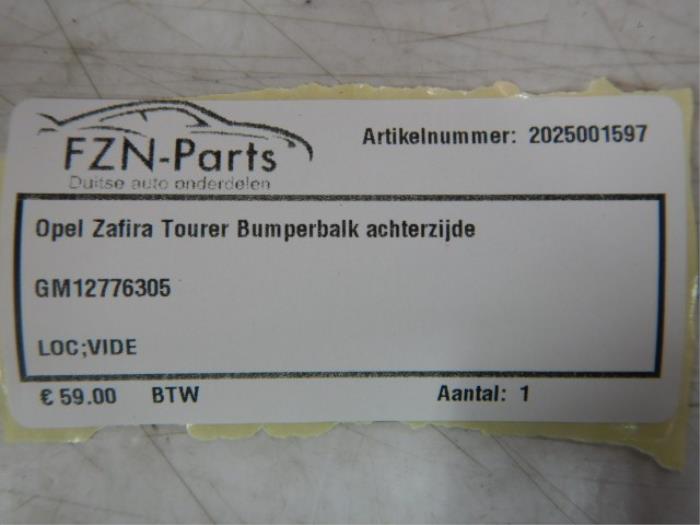 FZN-Parts
Duitse auto onderdelen
Artikelnummer: 2025001597
Opel Zafira Tourer Bumperbalk achterzijde
GM12776305
LOC;VIDE
€ 59.00 BTW Aantal: 1